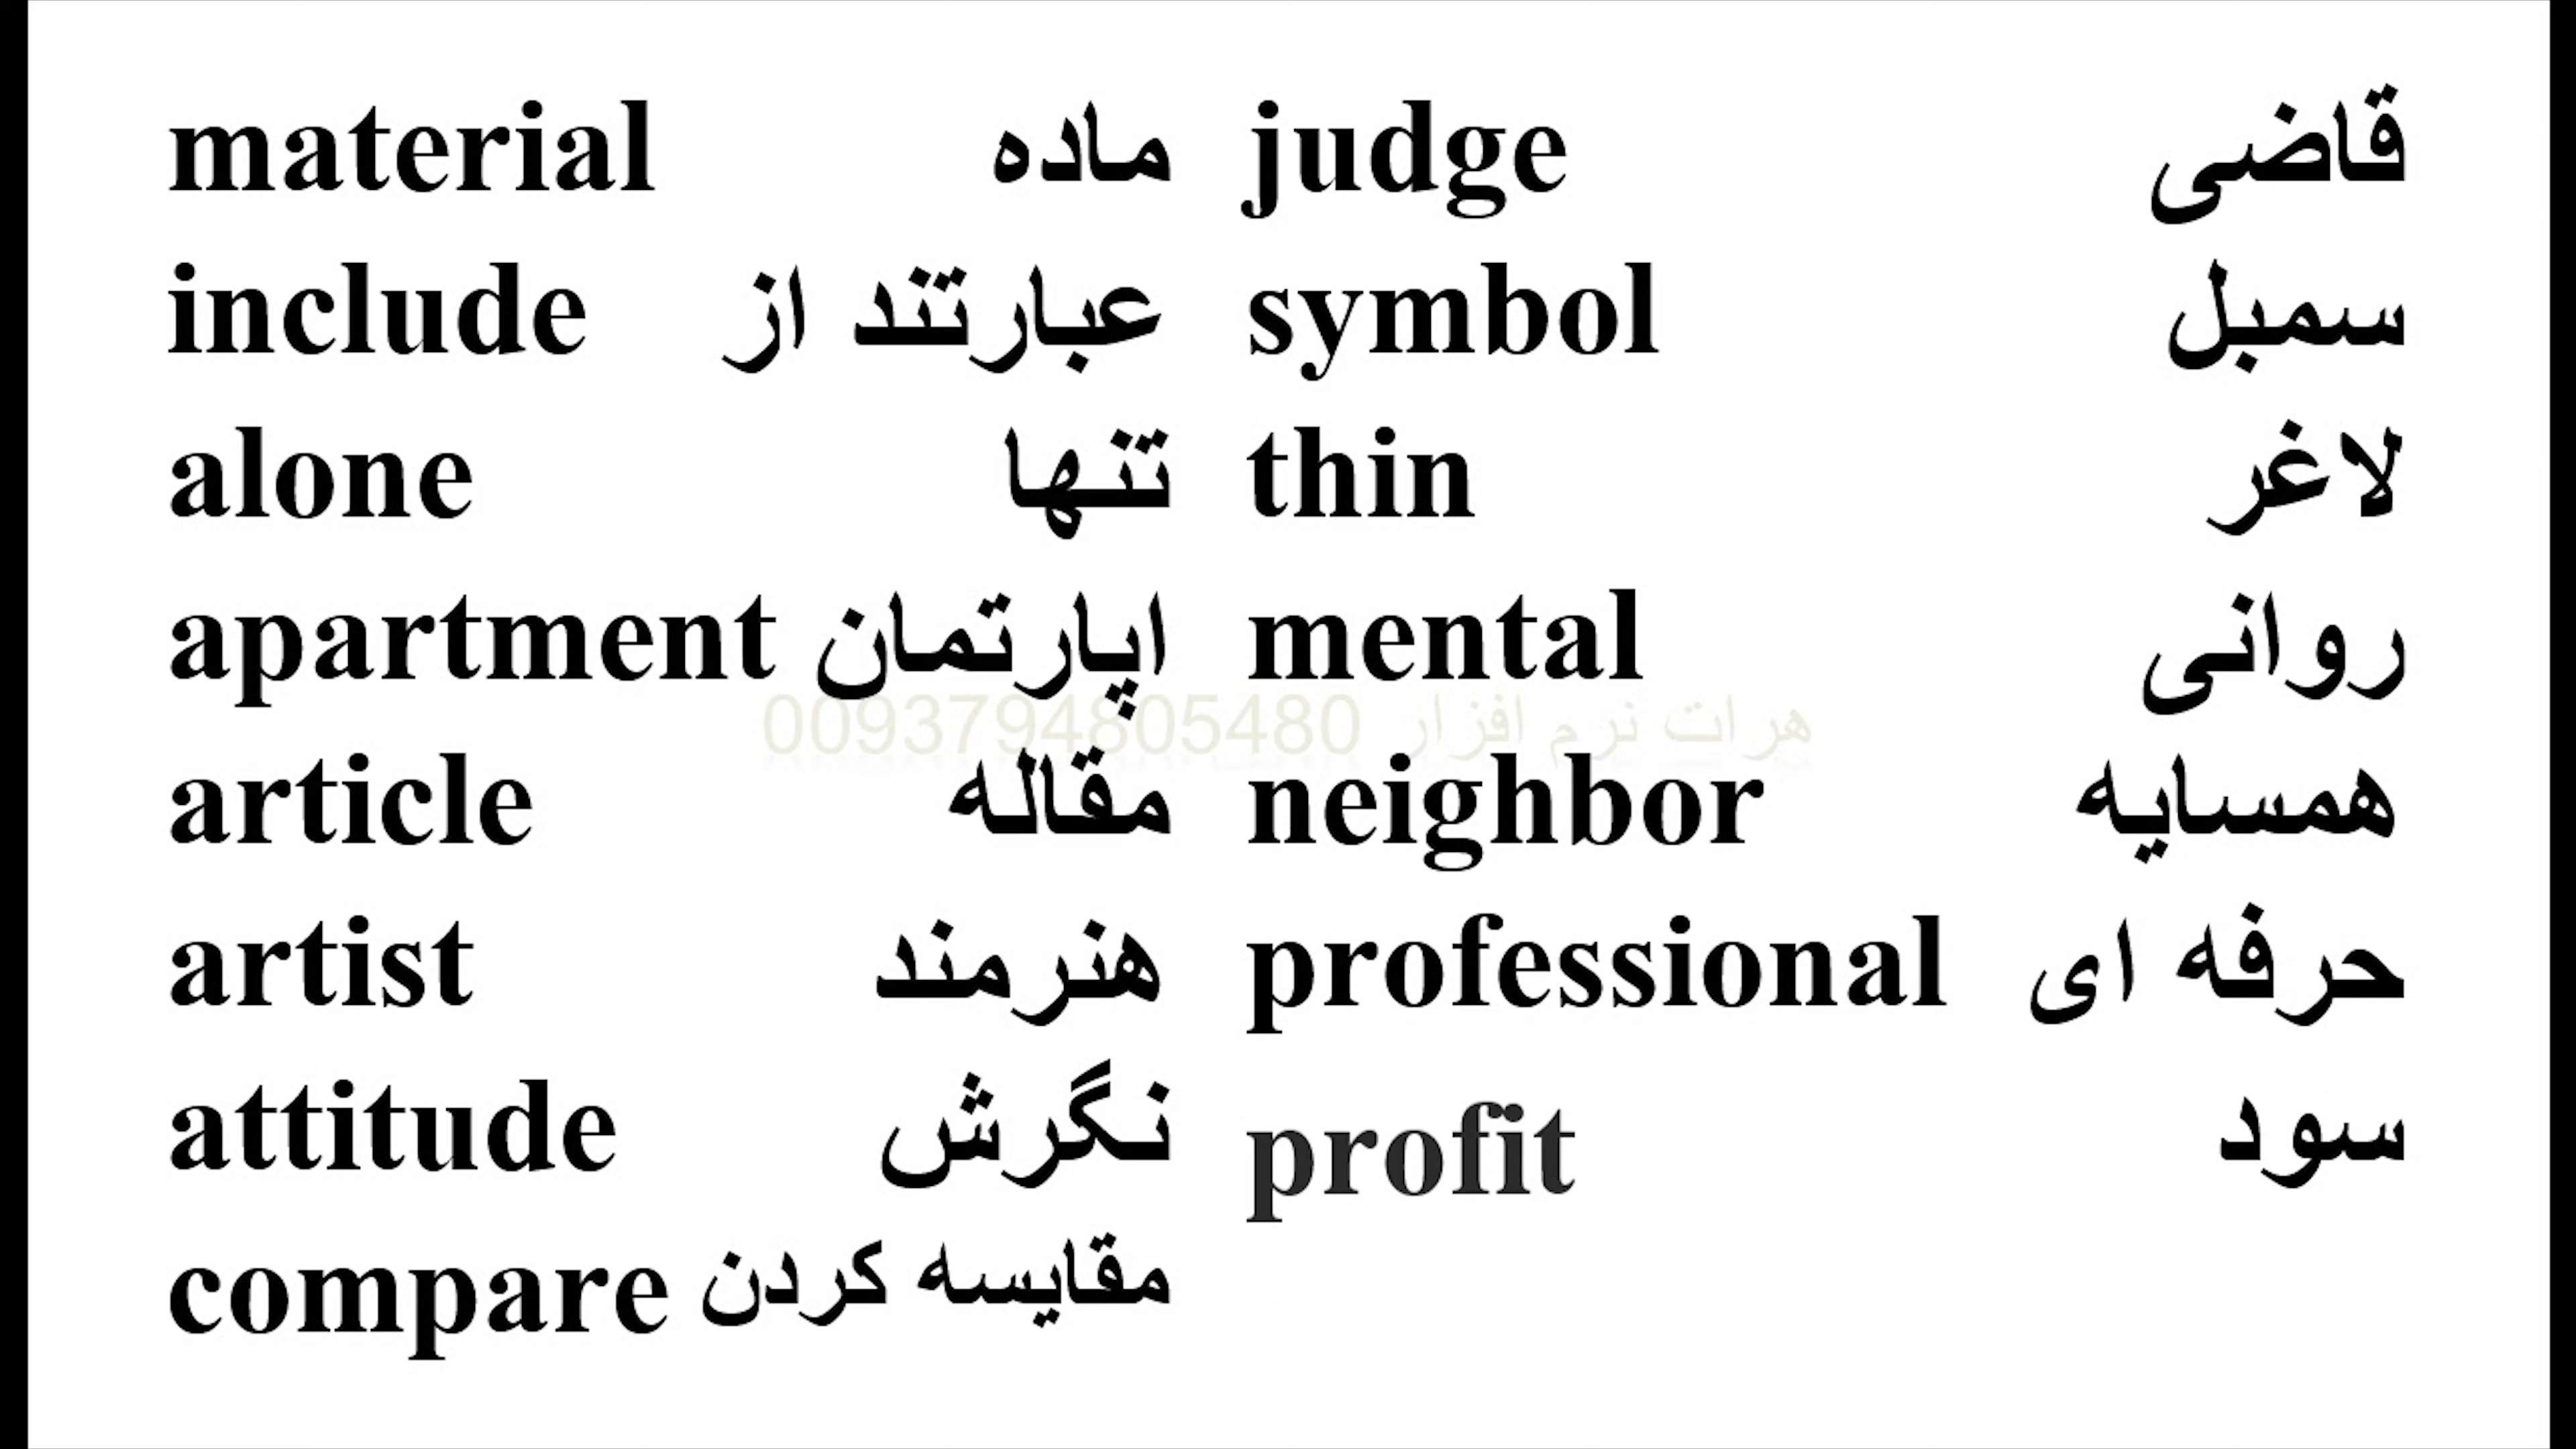 material ماده judge قاضی
include عبارتند از symbol سمبل
alone تنها thin لاغر
apartment اپارتمان mental روانی
هرات نرم افزار 0093794805480
article مقاله neighbor همسایه
artist هنرمند professional حرفه ای
attitude نگرش profit سود
compare مقایسه کردن